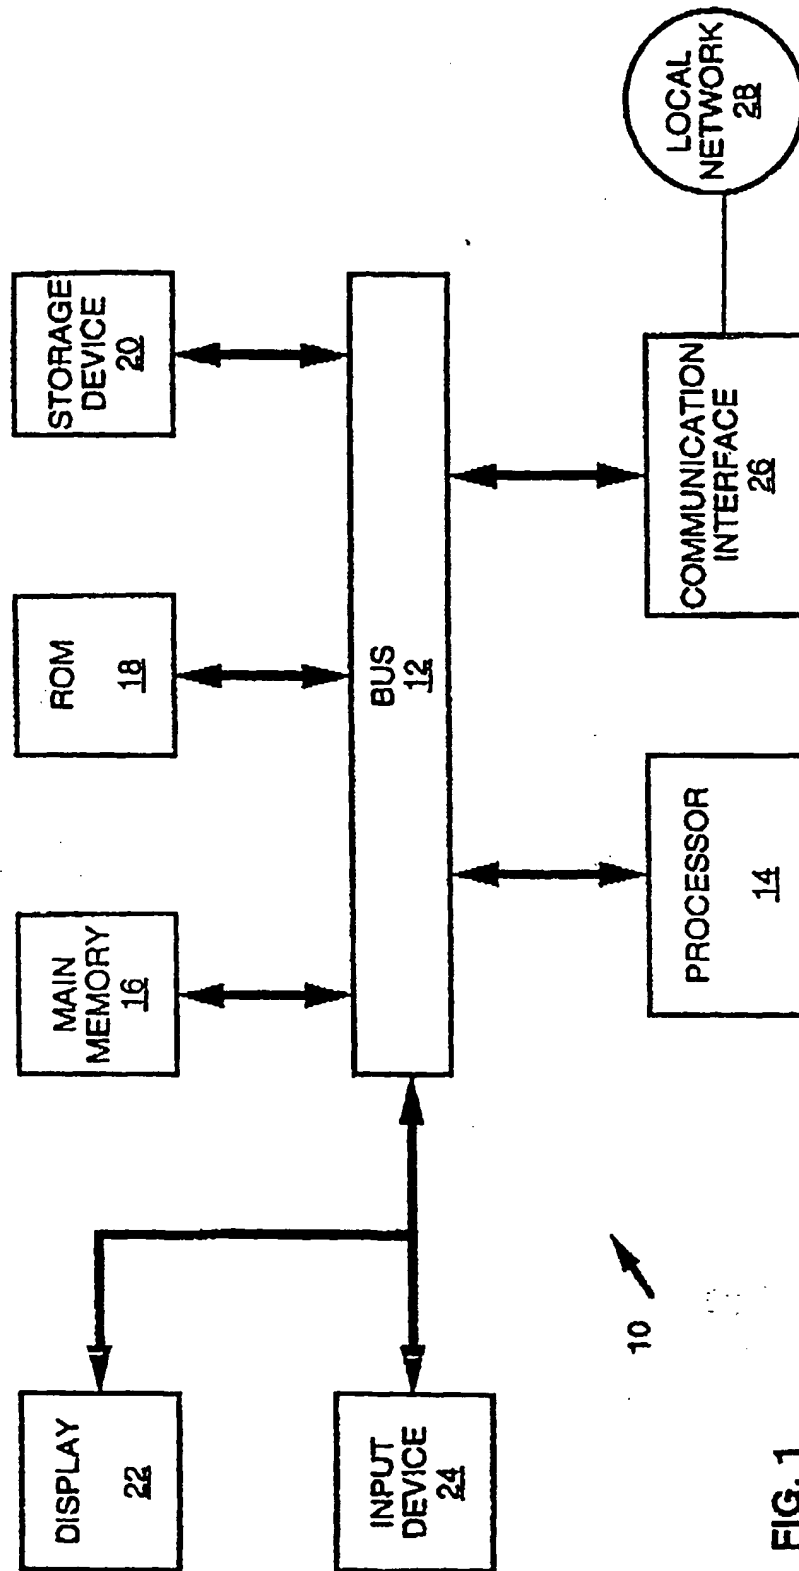 DISPLAY
22
INPUT
DEVICE
24
MAIN
MEMORY
16
ROM
18
STORAGE
DEVICE
20
BUS
12
PROCESSOR
14
COMMUNICATION
INTERFACE
26
LOCAL
NETWORK
28
10
FIG. 1